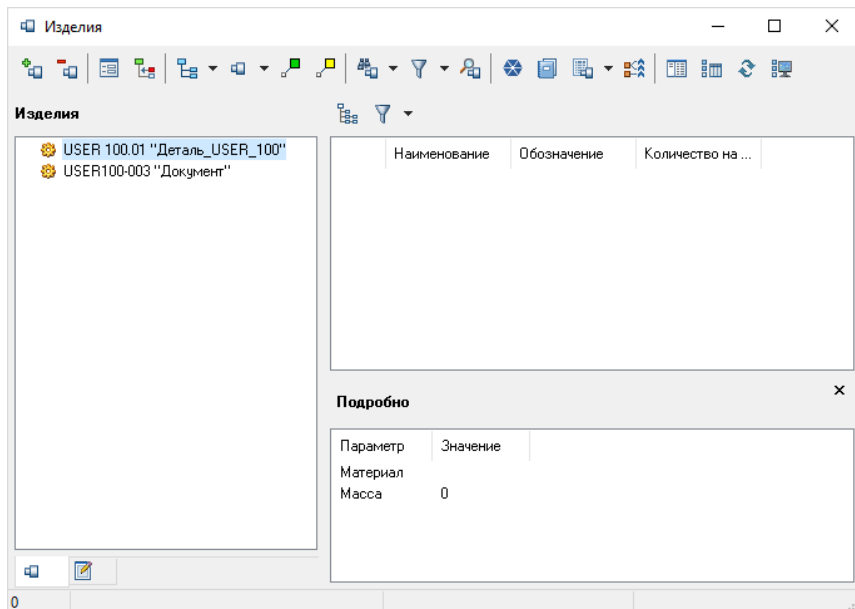 Изделия
Изделия
USER 100.01 "Деталь_USER_100"
USER100-003 "Документ"
Наименование Обозначение Количество на ...
Подробно
Параметр Значение
Материал
Масса 0
0